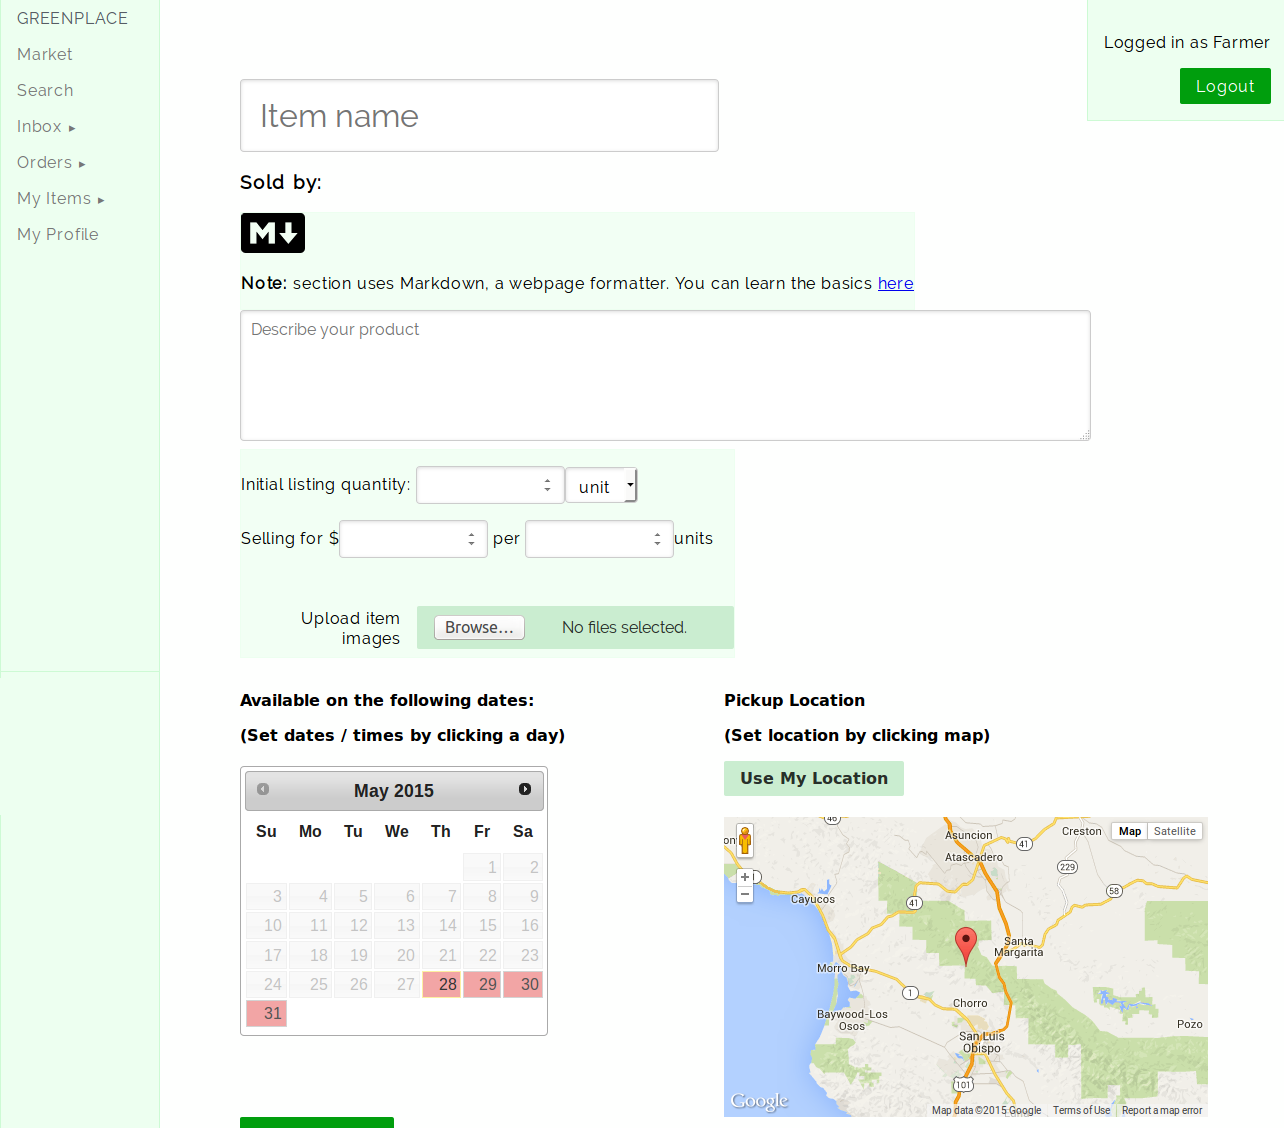 GREENPLACE
Market
Search
Inbox ▸
Orders ▸
My Items ▸
My Profile
Logged in as Farmer
Logout
Item name
Sold by:
M
Note: section uses Markdown, a webpage formatter. You can learn the basics here
Describe your product
Initial listing quantity: unit
Selling for $ per units
Upload item
images
Browse... No files selected.
Available on the following dates:
(Set dates / times by clicking a day)
May 2015
Su Mo Tu We Th Fr Sa
1 2
3 4 5 6 7 8 9
10 11 12 13 14 15 16
17 18 19 20 21 22 23
24 25 26 27 28 29 30
31
Pickup Location
(Set location by clicking map)
Use My Location
46
Asuncion
Creston
Map Satellite
41
Atascadero
229
58
Cayucos
41
Santa
Margarita
Morro Bay
1
Chorro
Baywood-Los
Osos
Pozo
San Luis
Obispo
101
Google
Map data ©2015 Google Terms of Use Report a map error